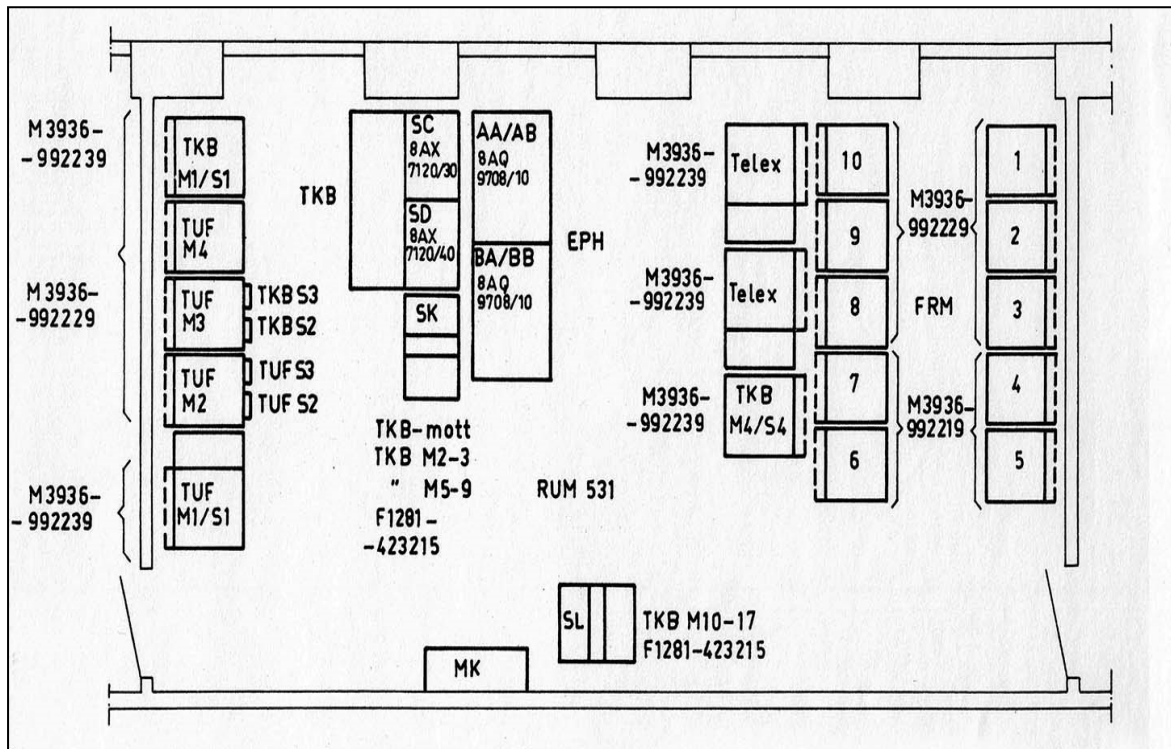 M3936-
-992239
TKB
M1/S1
TUF
M4
M3936-
-992229
TUF
M3
TKB S3
TKB S2
TUF
M2
TUF S3
TUF S2
M3936-
-992239
TUF
M1/S1
TKB
SC
8AX
7120/30
SD
8AX
7120/40
SK
AA/AB
8AQ
9708/10
BA/BB
8AQ
9708/10
EPH
TKB-mott
TKB M2-3
" M5-9
F1281-
-423215
RUM 531
M3936-
-992239
Telex
M3936-
-992239
Telex
M3936-
-992239
TKB
M4/S4
10
9
8
7
6
M3936-
992229
FRM
M3936-
992219
1
2
3
4
5
SL
TKB M10-17
F1281-423215
MK